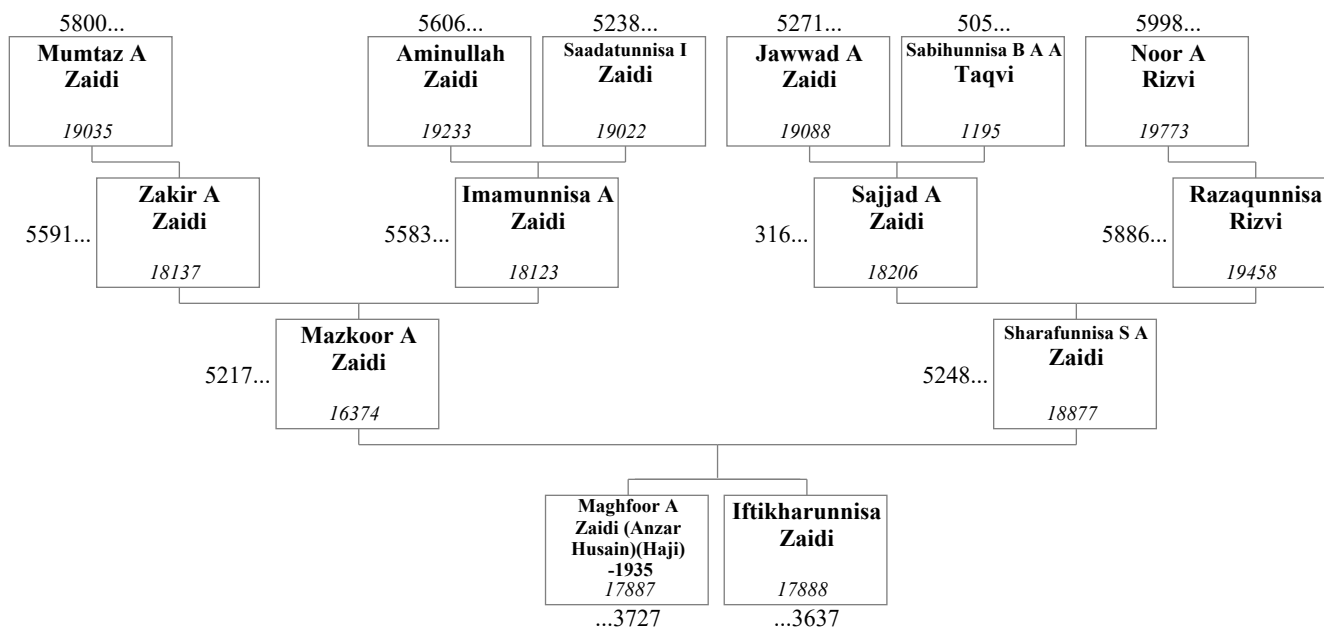 5800...
5606...
5238...
5271...
505...
5998...
Mumtaz A
Zaidi
19035
Aminullah
Zaidi
19233
Saadatunnisa I
Zaidi
19022
Jawwad A
Zaidi
19088
Sabihunnisa B A A
Taqvi
1195
Noor A
Rizvi
19773
5591...
Zakir A
Zaidi
18137
5583...
Imamunnisa A
Zaidi
18123
316...
Sajjad A
Zaidi
18206
5886...
Razaqunnisa
Rizvi
19458
5217...
Mazkoor A
Zaidi
16374
5248...
Sharafunnisa S A
Zaidi
18877
Maghfoor A
Zaidi (Anzar
Husain)(Haji)
-1935
17887
...3727
Iftikharunnisa
Zaidi
17888
...3637